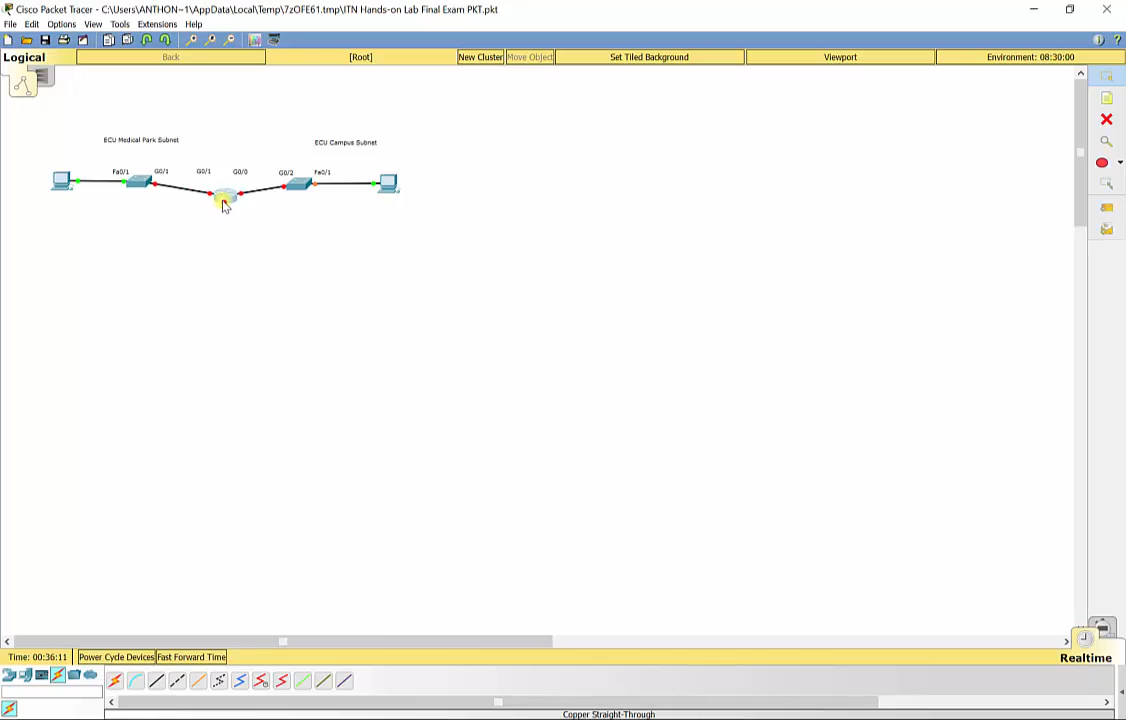 Cisco Packet Tracer - C:\Users\ANTHON~1\AppData\Local\Temp\7zOFE61.tmp\ITN Hands-on Lab Final Exam PKT.pkt
File Edit Options View Tools Extensions Help
Logical Back [Root] New Cluster Move Object Set Tiled Background Viewport Environment: 08:30:00
ECU Medical Park Subnet ECU Campus Subnet
Fa0/1 G0/1 G0/1 G0/0 G0/2 Fa0/1
Time: 00:36:11 Power Cycle Devices Fast Forward Time Realtime
Copper Straight-Through